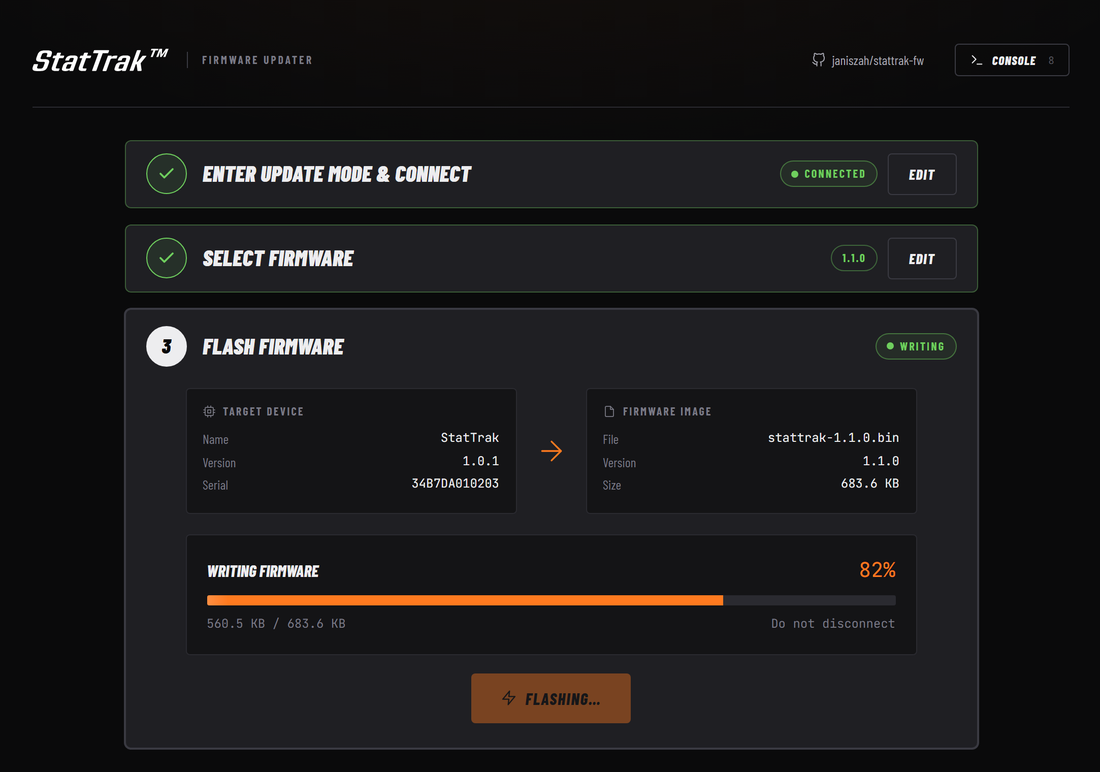 StatTrak™
FIRMWARE UPDATER
janiszah/stattrak-fw
CONSOLE 8
ENTER UPDATE MODE & CONNECT
CONNECTED
EDIT
SELECT FIRMWARE
1.1.0
EDIT
3
FLASH FIRMWARE
WRITING
TARGET DEVICE
Name StatTrak
Version 1.0.1
Serial 34B7DA010203
FIRMWARE IMAGE
File stattrak-1.1.0.bin
Version 1.1.0
Size 683.6 KB
WRITING FIRMWARE 82%
560.5 KB / 683.6 KB Do not disconnect
FLASHING...